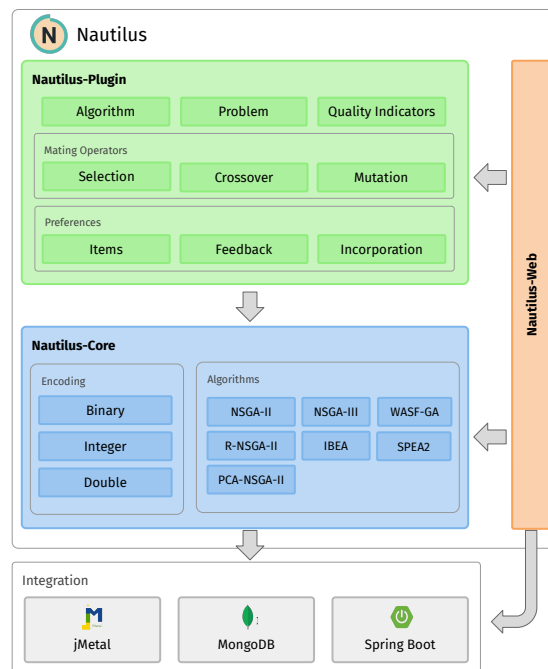 N Nautilus
Nautilus-Plugin
Algorithm Problem Quality Indicators
Mating Operators
Selection Crossover Mutation
Preferences
Items Feedback Incorporation
Nautilus-Web
Nautilus-Core
Encoding
Binary
Integer
Double
Algorithms
NSGA-II NSGA-III WASF-GA
R-NSGA-II IBEA SPEA2
PCA-NSGA-II
Integration
jMetal MongoDB Spring Boot